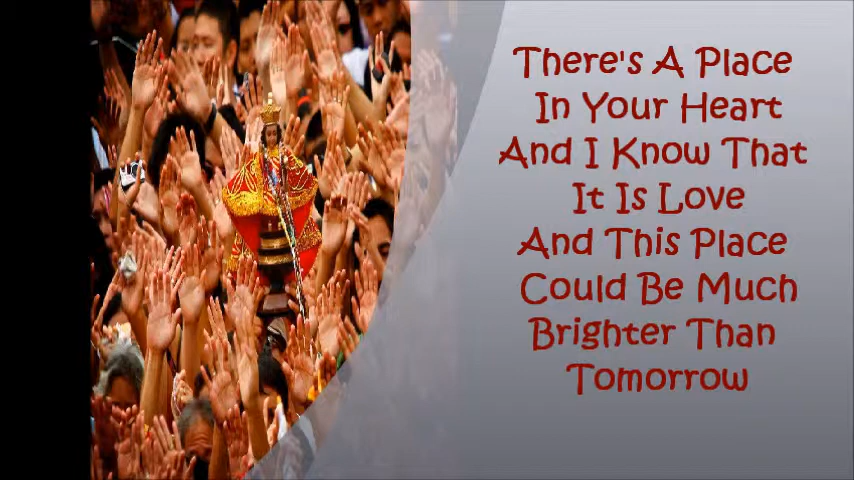 There's A Place
In Your Heart
And I Know That
It Is Love
And This Place
Could Be Much
Brighter Than
Tomorrow